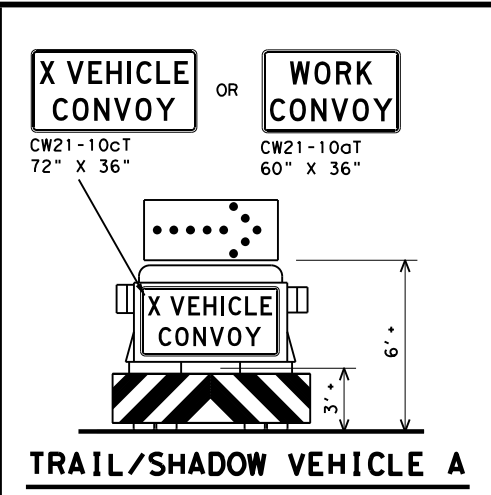 X VEHICLE
CONVOY
OR
WORK
CONVOY
CW21-10cT
72" X 36"
CW21-10aT
60" X 36"
X VEHICLE
CONVOY
6' +
3' +
TRAIL/SHADOW VEHICLE A